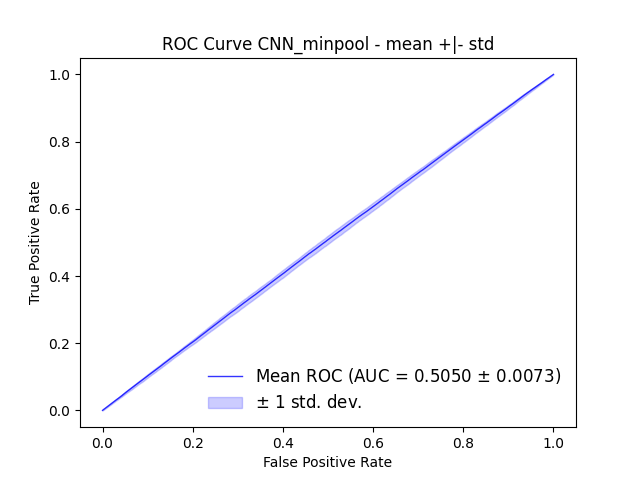 ROC Curve CNN_minpool - mean +|- std
True Positive Rate
1.0
0.8
0.6
0.4
0.2
0.0
Mean ROC (AUC = 0.5050 ± 0.0073)
± 1 std. dev.
0.0 0.2 0.4 0.6 0.8 1.0
False Positive Rate